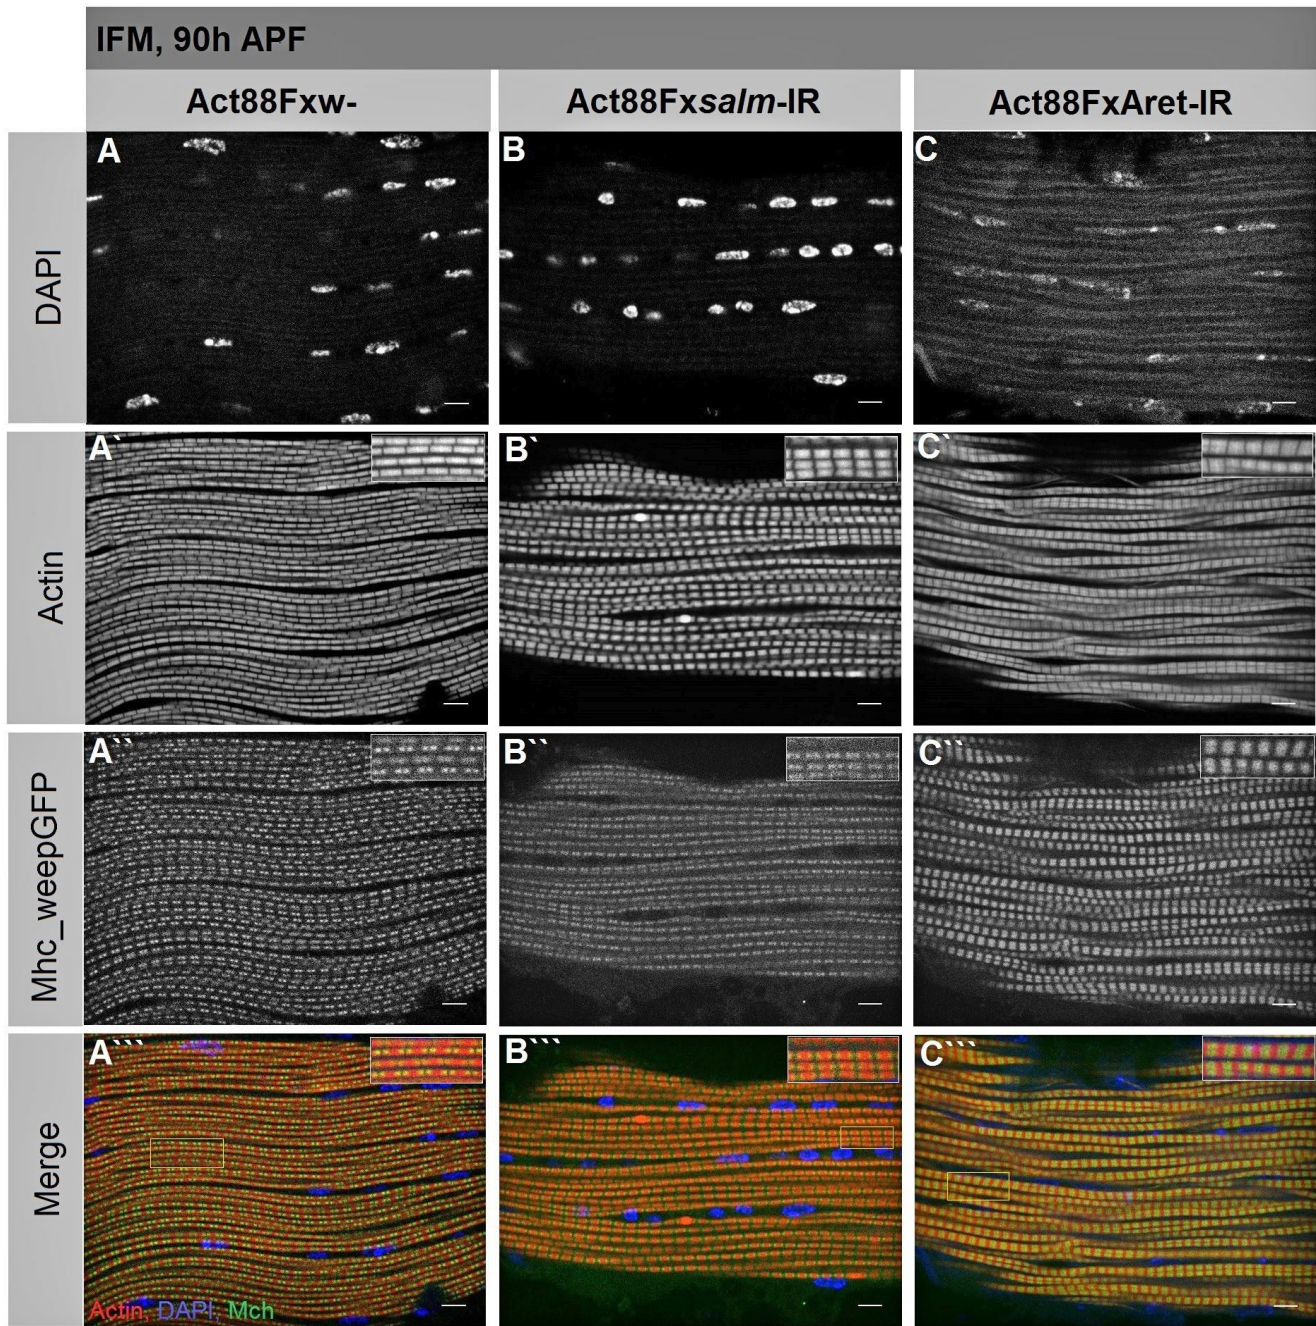 IFM, 90h APF
Act88Fxw-
Act88Fxsalm-IR
Act88FxAret-IR
DAPI
A
B
C
Actin
A`
B`
C`
Mhc_weepGFP
A``
B``
C``
Merge
A```
B```
C```
Actin, DAPI, Mch